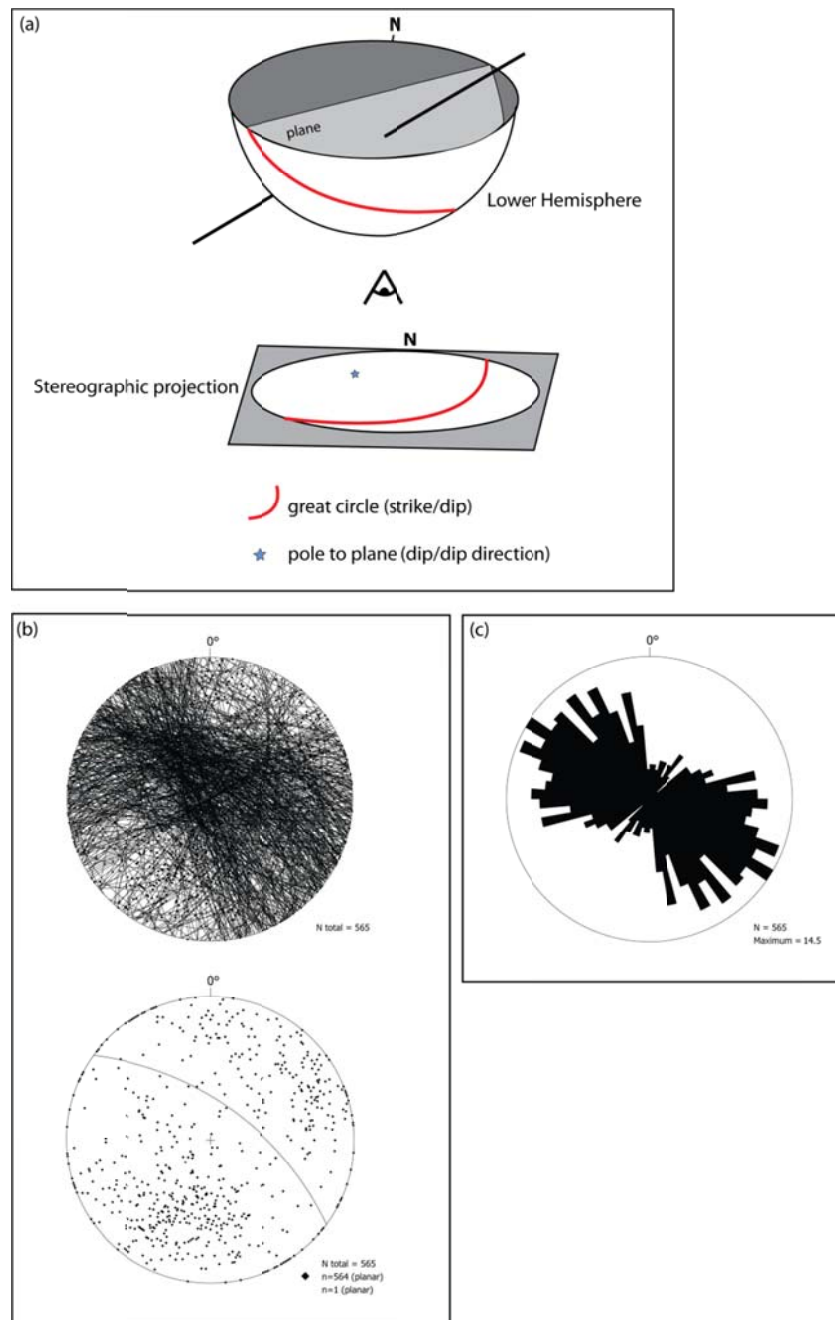 (a)
N
plane
Lower Hemisphere
N
Stereographic projection
great circle (strike/dip)
pole to plane (dip/dip direction)
(b)
0°
N total = 565
0°
N total = 565
n=564 (planar)
n=1 (planar)
(c)
0°
N = 565
Maximum = 14.5